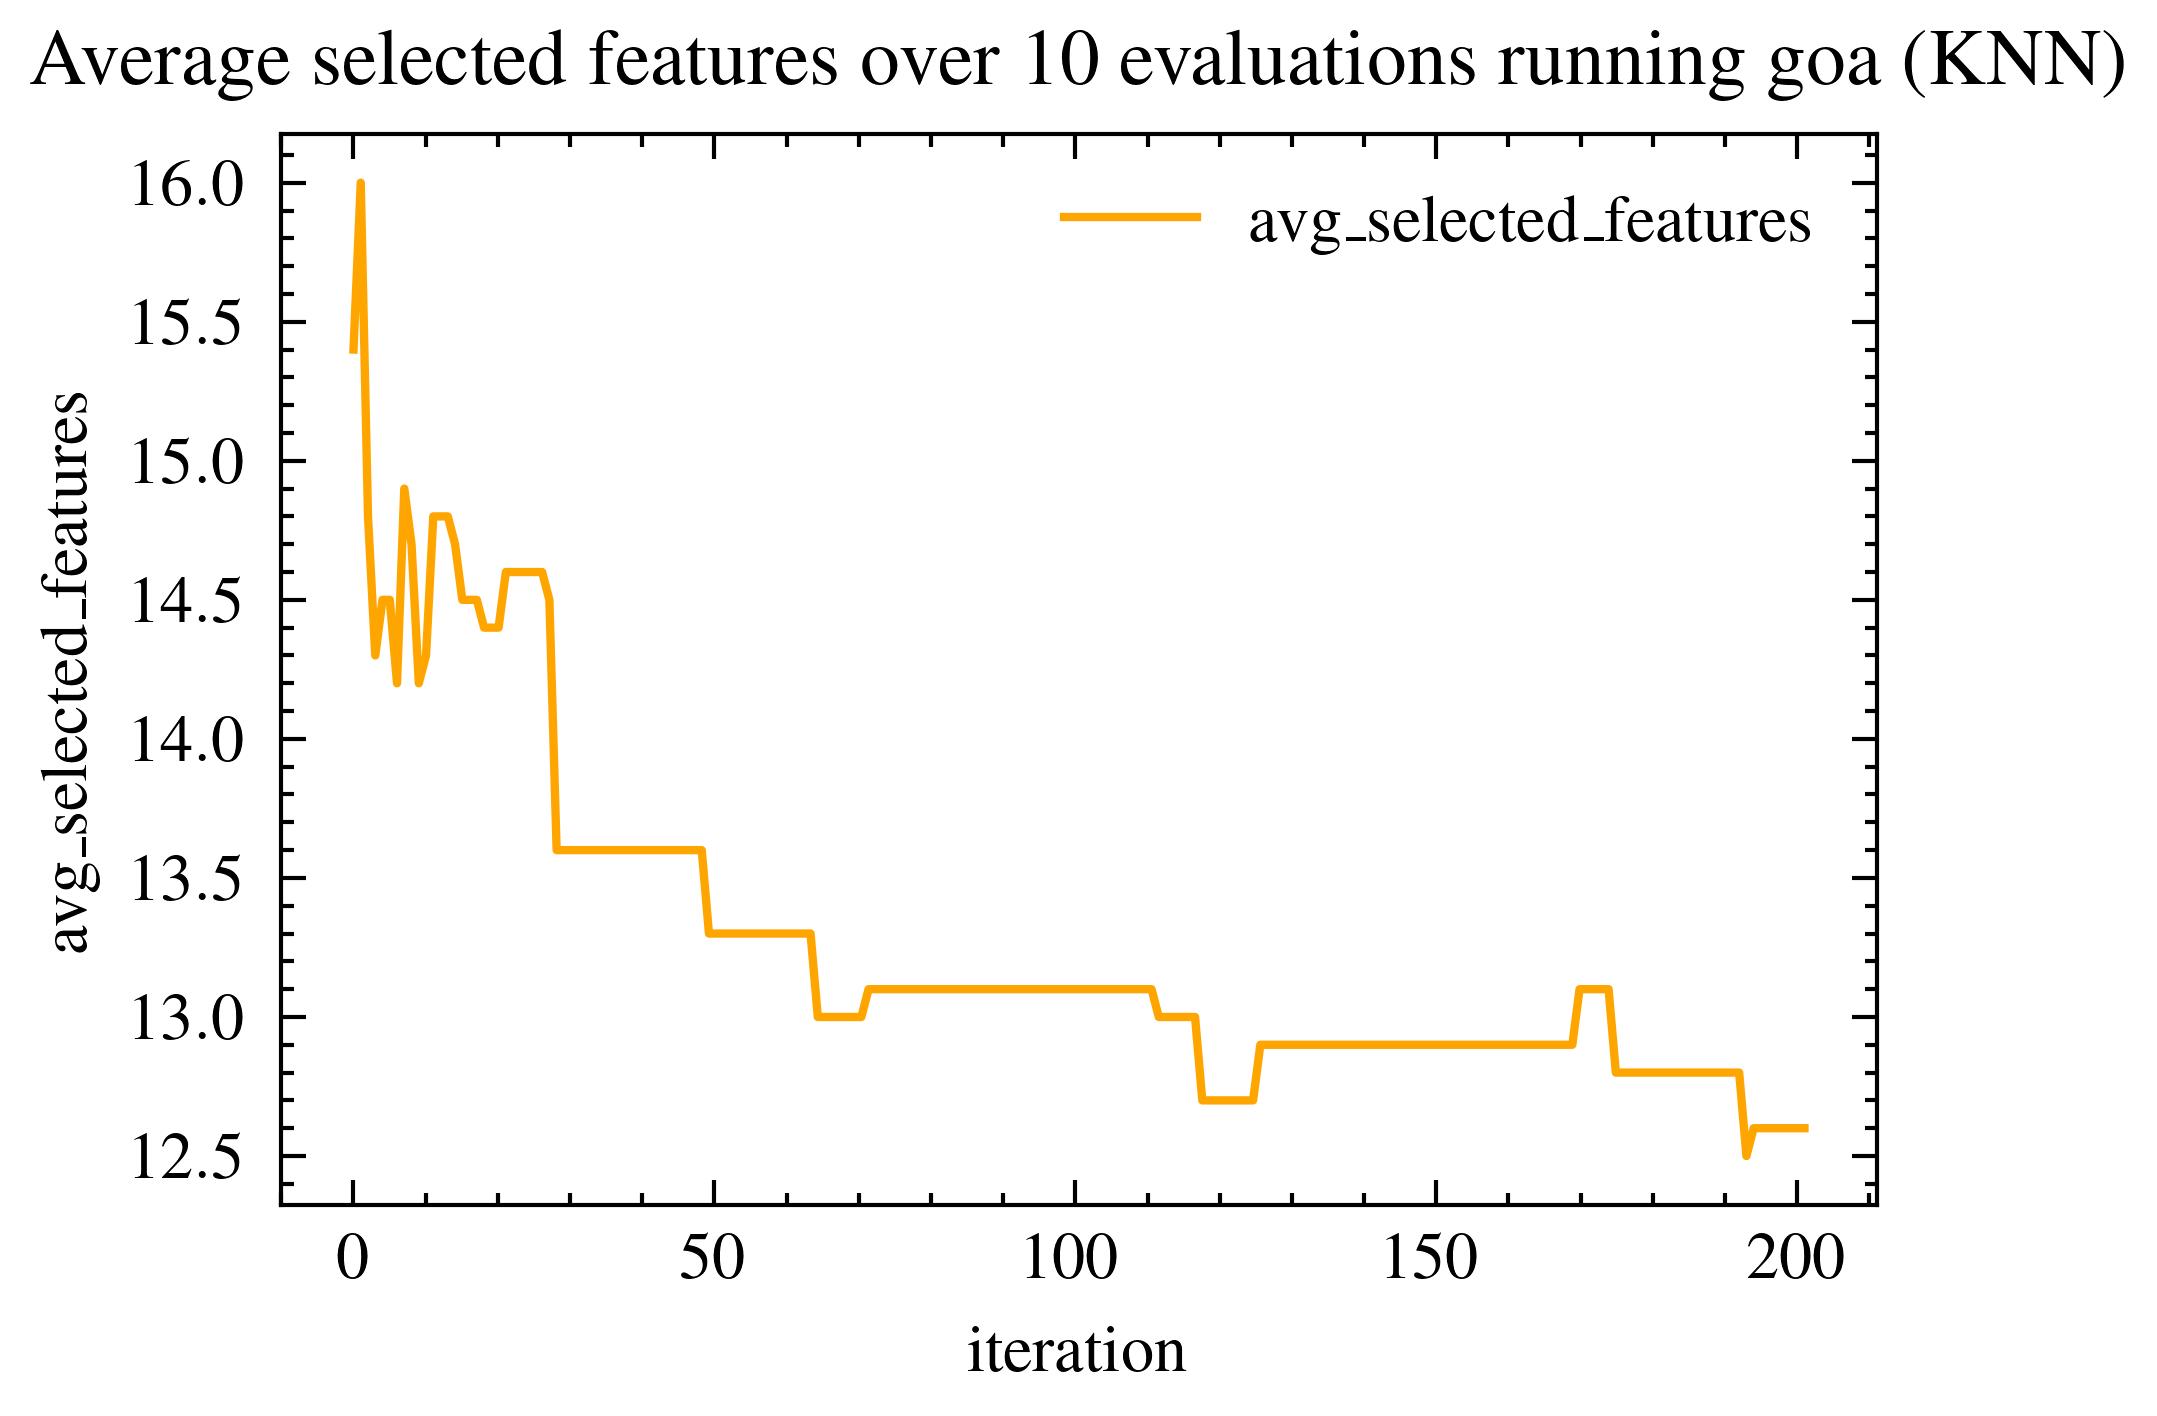 Average selected features over 10 evaluations running goa (KNN)
avg_selected_features
16.0
15.5
15.0
14.5
14.0
13.5
13.0
12.5
avg_selected_features
0 50 100 150 200
iteration